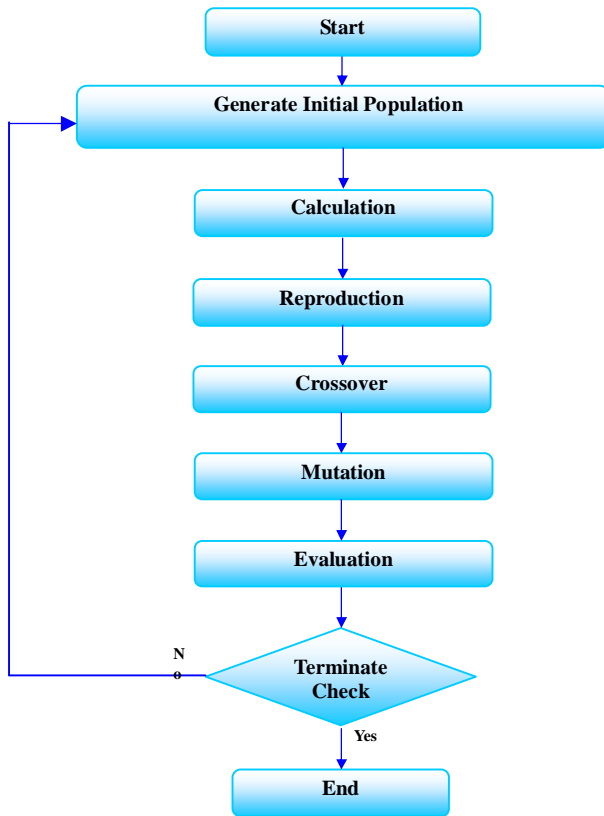 Start
Generate Initial Population
Calculation
Reproduction
Crossover
Mutation
Evaluation
N
o
Terminate
Check
Yes
End